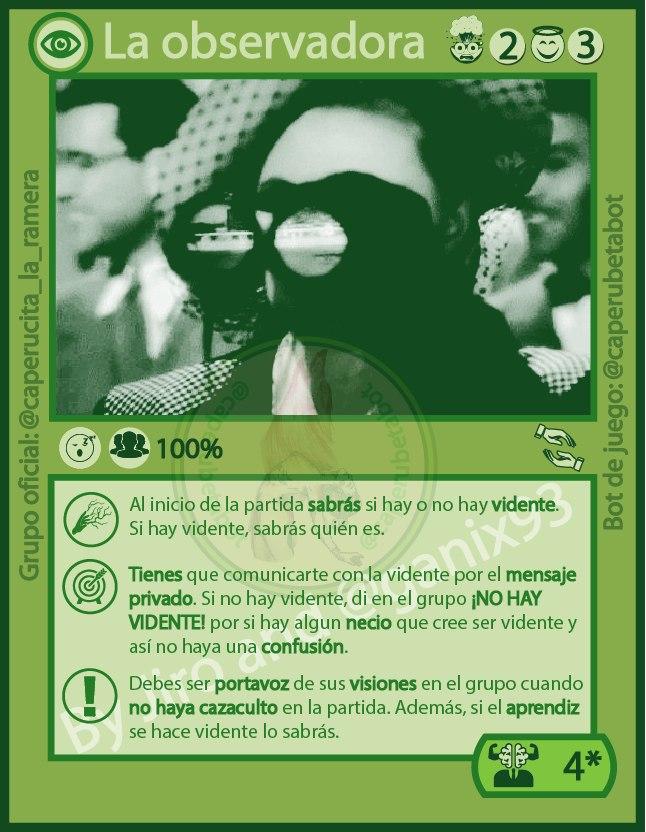 La observadora
2
3
Grupo oficial: @caperucita_la_ramera
Bot de juego: @caperubetabot
100%
Al inicio de la partida sabrás si hay o no hay vidente.
Si hay vidente, sabrás quién es.
Tienes que comunicarte con la vidente por el mensaje
privado. Si no hay vidente, di en el grupo ¡NO HAY
VIDENTE! por si hay algun necio que cree ser vidente y
así no haya una confusión.
Debes ser portavoz de sus visiones en el grupo cuando
no haya cazaculto en la partida. Además, si el aprendiz
se hace vidente lo sabrás.
By Jiro and @ganix93
4*